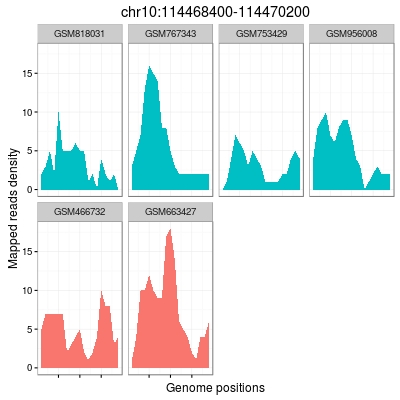 chr10:114468400-114470200
GSM818031 GSM767343 GSM753429 GSM956008
15
10
5
0
Mapped reads density
GSM466732 GSM663427
15
10
5
0
Genome positions